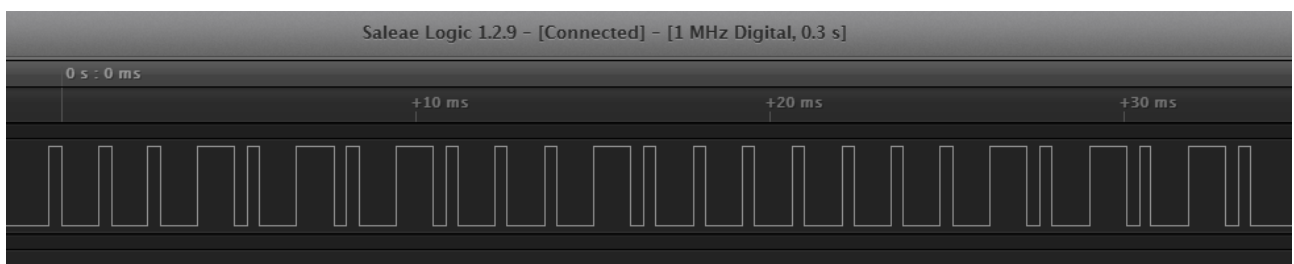 Saleae Logic 1.2.9 – [Connected] – [1 MHz Digital, 0.3 s]
0 s : 0 ms
+10 ms +20 ms +30 ms